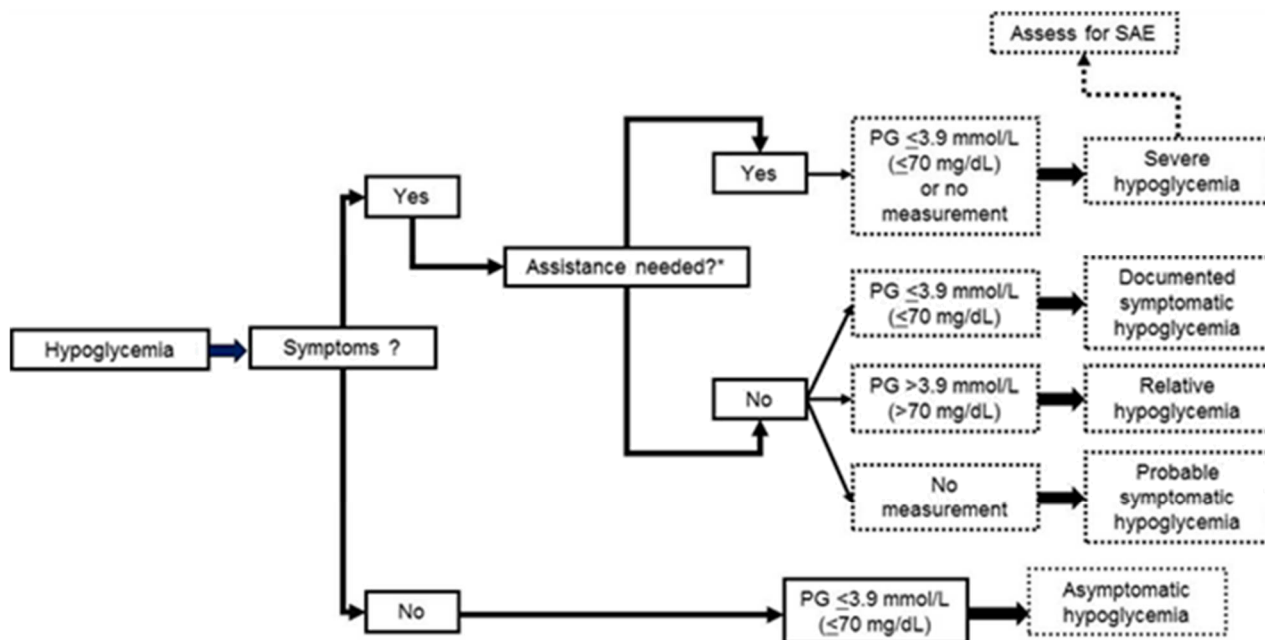 Assess for SAE
PG ≤3.9 mmol/L
(≤70 mg/dL)
or no
measurement
Severe
hypoglycemia
Yes
Yes
Assistance needed?*
PG ≤3.9 mmol/L
(≤70 mg/dL)
Documented
symptomatic
hypoglycemia
Hypoglycemia
Symptoms ?
No
PG >3.9 mmol/L
(>70 mg/dL)
Relative
hypoglycemia
No
measurement
Probable
symptomatic
hypoglycemia
No
PG ≤3.9 mmol/L
(≤70 mg/dL)
Asymptomatic
hypoglycemia